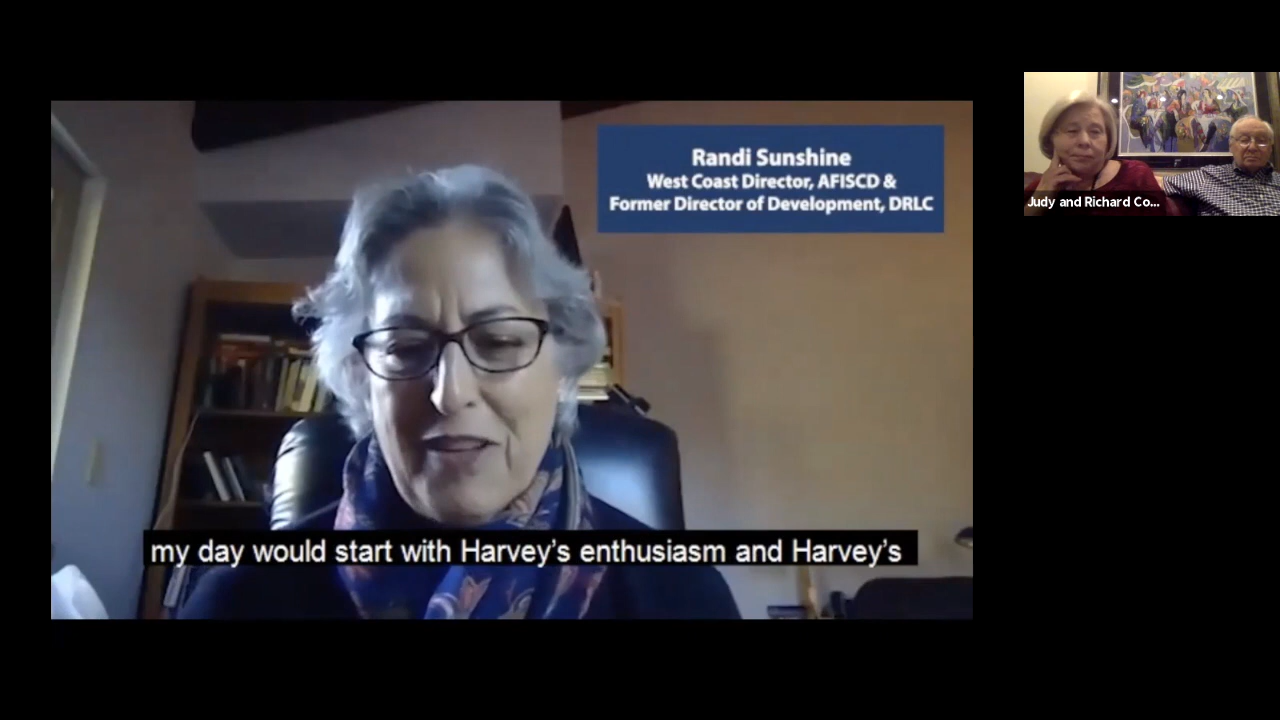 Randi Sunshine
West Coast Director, AFISCD &
Former Director of Development, DRLC
Judy and Richard Co...
my day would start with Harvey's enthusiasm and Harvey's